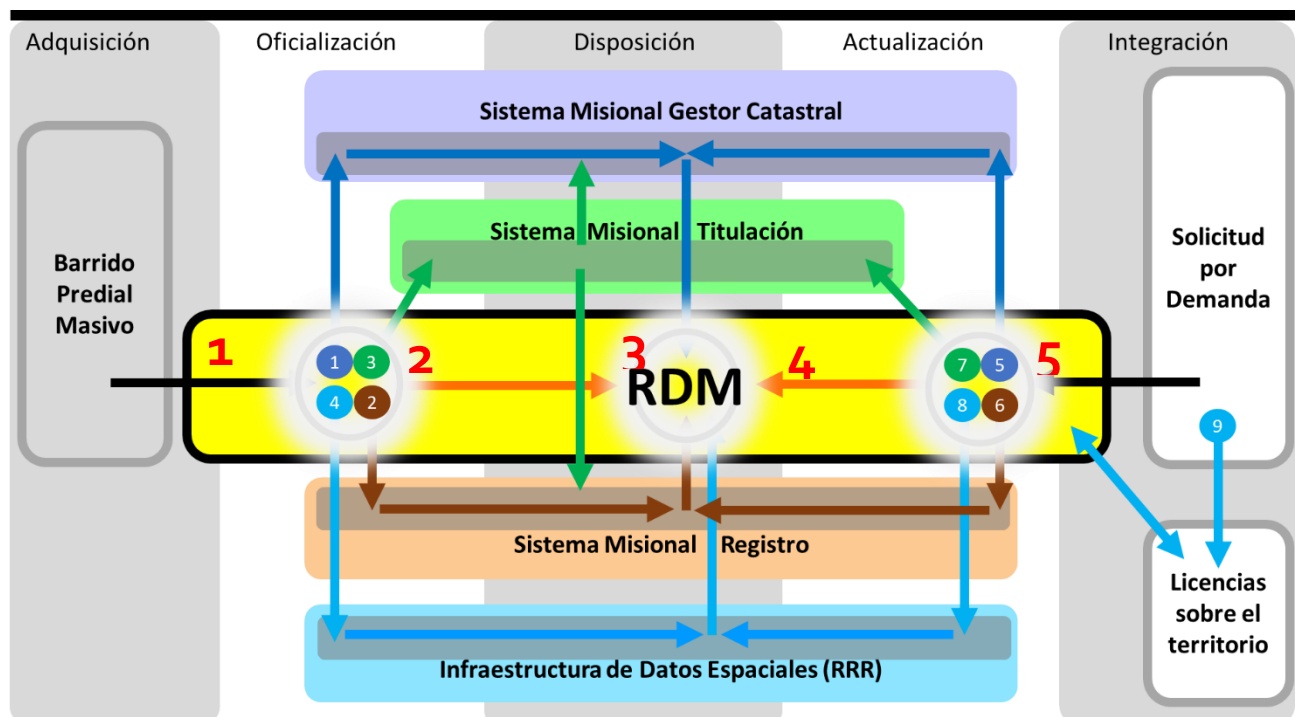 Adquisición
Oficialización
Disposición
Actualización
Integración
Sistema Misional Gestor Catastral
Sistema Misional Titulación
Barrido
Predial
Masivo
Solicitud
por
Demanda
1
2
3
4
5
1
3
4
2
RDM
7
5
8
6
9
Sistema Misional Registro
Licencias
sobre el
territorio
Infraestructura de Datos Espaciales (RRR)